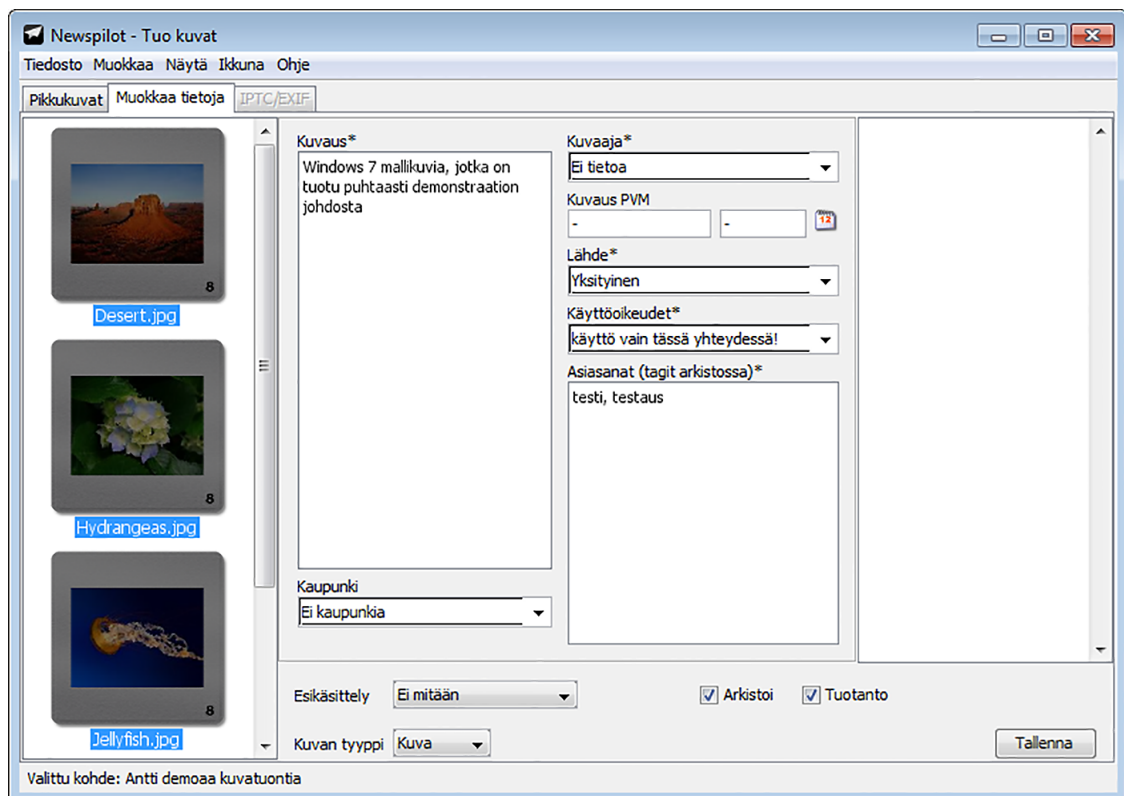 Newspilot - Tuo kuvat
Tiedosto Muokkaa Näytä Ikkuna Ohje
Pikkukuvat Muokkaa tietoja IPTC/EXIF
8
Desert.jpg
8
Hydrangeas.jpg
8
Jellyfish.jpg
Kuvaus*
Windows 7 mallikuvia, jotka on
tuotu puhtaasti demonstraation
johdosta
Kaupunki
Ei kaupunkia
Kuvaaja*
Ei tietoa
Kuvaus PVM
- - 12
Lähde*
Yksityinen
Käyttöoikeudet*
käyttö vain tässä yhteydessä!
Asiasanat (tagit arkistossa)*
testi, testaus
Esikäsittely Ei mitään Arkistoi Tuotanto
Kuvan tyyppi Kuva Tallenna
Valittu kohde: Antti demoaa kuvatuontia